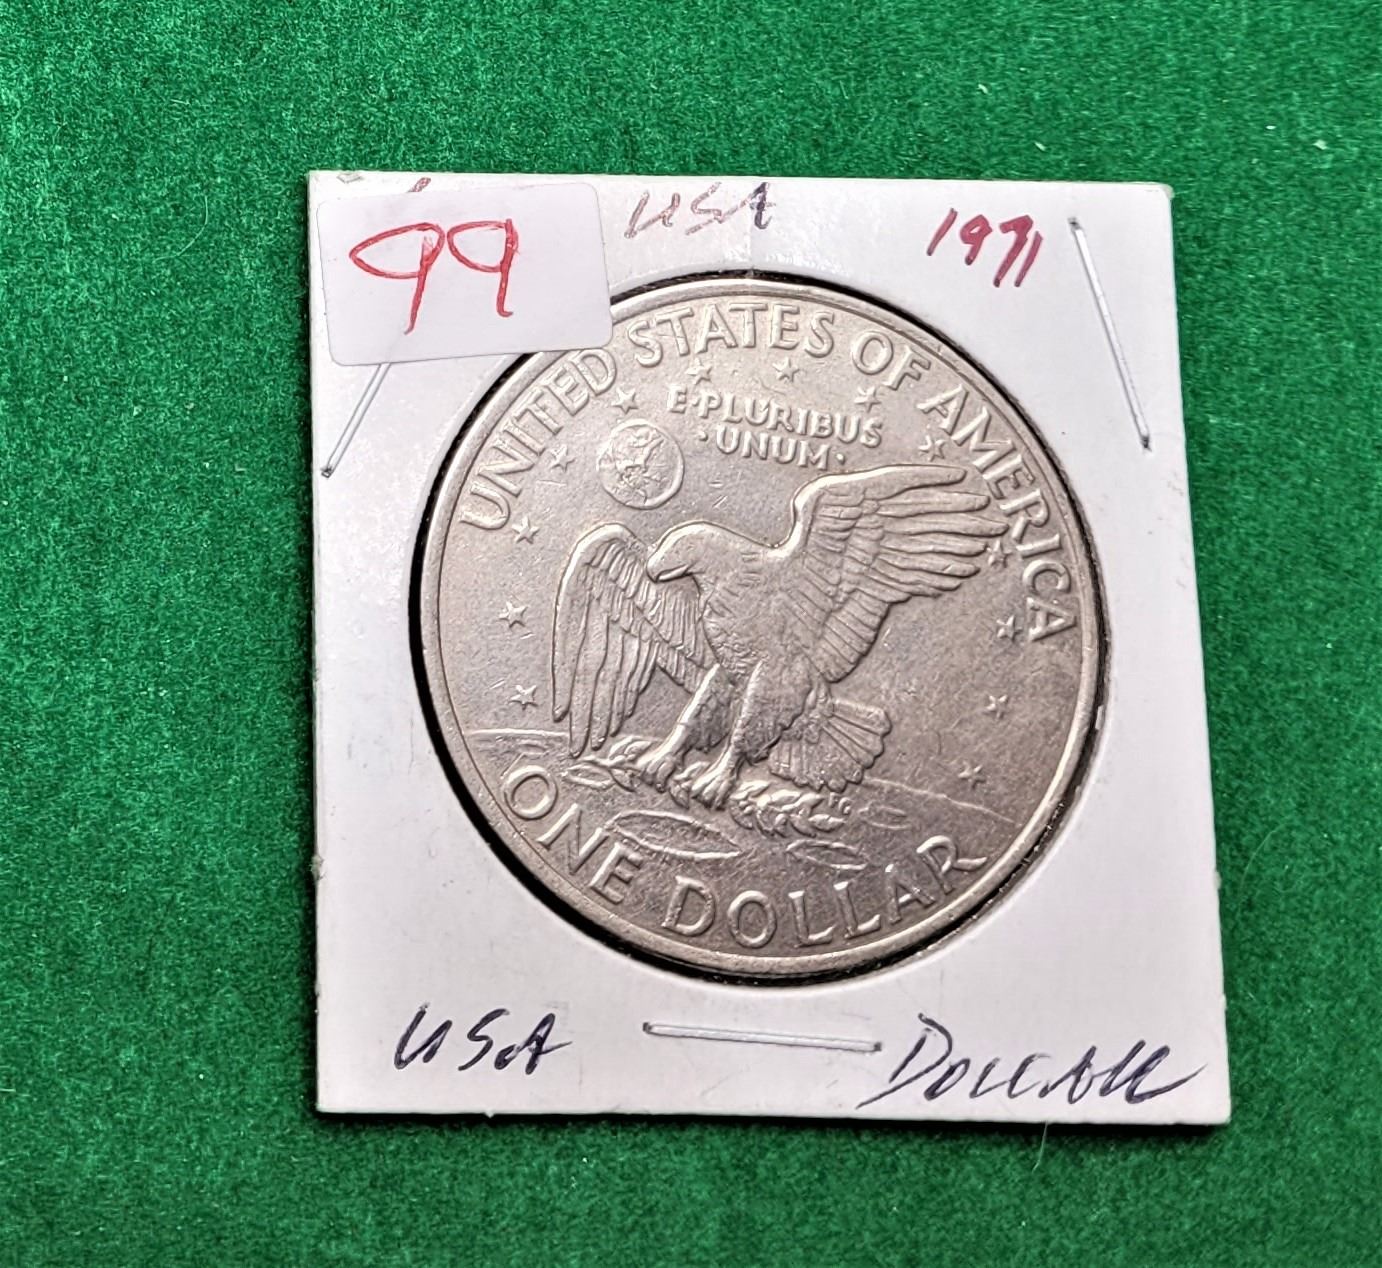 99
USA
1971
UNITED STATES OF AMERICA
E·PLURIBUS
·UNUM·
ONE DOLLAR
USA
DOLLAR